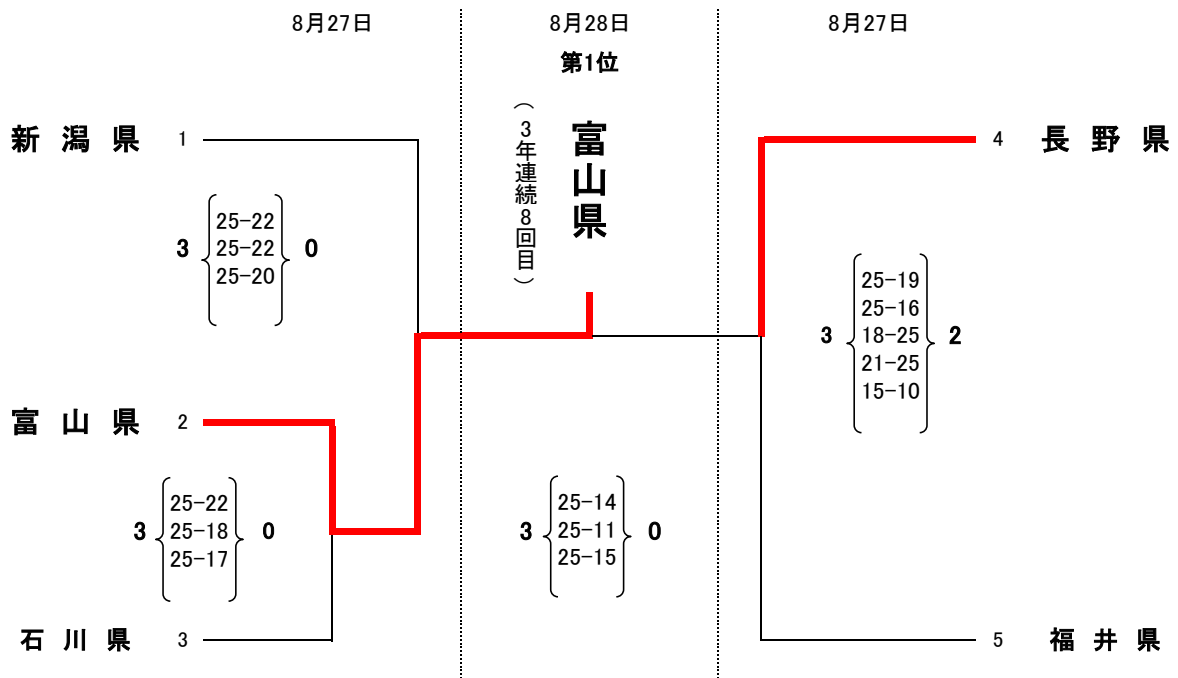 8月27日
8月28日
8月27日
第1位
富山県
（3年連続8回目）
新潟県 1
3 25-22 0
25-22
25-20
富山県 2
3 25-22 0
25-18
25-17
石川県 3
3 25-14 0
25-11
25-15
4 長野県
3 25-19 2
25-16
18-25
21-25
15-10
5 福井県